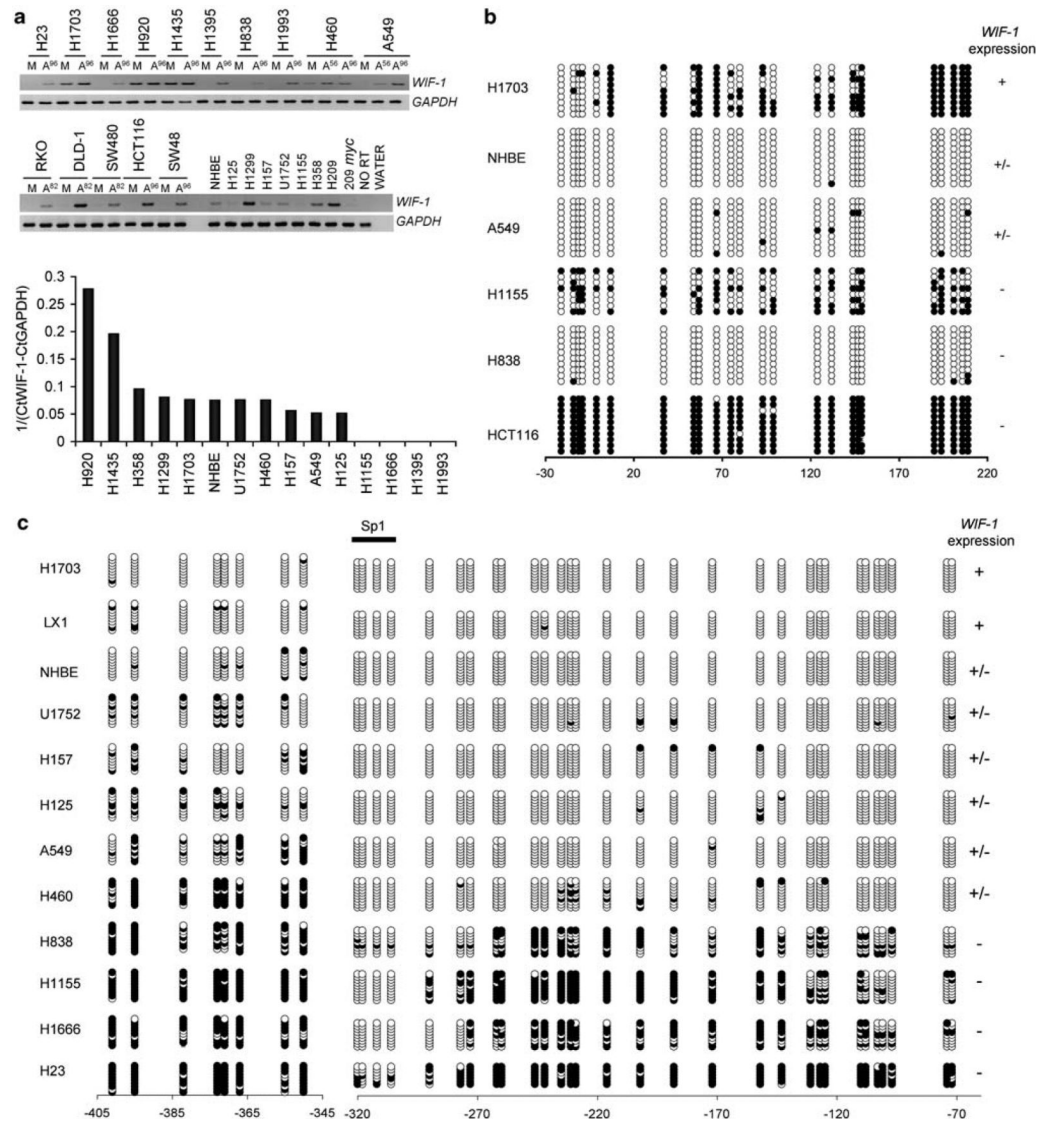 a
H23 H1703 H1666 H920 H1435 H1395 H838 H1993 H460 A549
M A96 M A96 M A96 M A96 M A96 M A96 M A96 M A96 M A56 A96 M A56 A96
WIF-1
GAPDH
RKO DLD-1 SW480 HCT116 SW48 NHBE H125 H1299 H157 U1752 H1155 H358 H209 209 myc NO RT WATER
M A82 M A82 M A82 M A96 M A96
WIF-1
GAPDH
1/(CtWIF-1-CtGAPDH)
0.3
0.25
0.2
0.15
0.1
0.05
0
H920 H1435 H358 H1299 H1703 NHBE U1752 H460 H157 A549 H125 H1155 H1666 H1395 H1993
b
WIF-1
expression
H1703 +
NHBE +/-
A549 +/-
H1155 -
H838 -
HCT116 -
-30 20 70 120 170 220
c
Sp1
WIF-1
expression
H1703 +
LX1 +
NHBE +/-
U1752 +/-
H157 +/-
H125 +/-
A549 +/-
H460 +/-
H838 -
H1155 -
H1666 -
H23 -
-405 -385 -365 -345 -320 -270 -220 -170 -120 -70